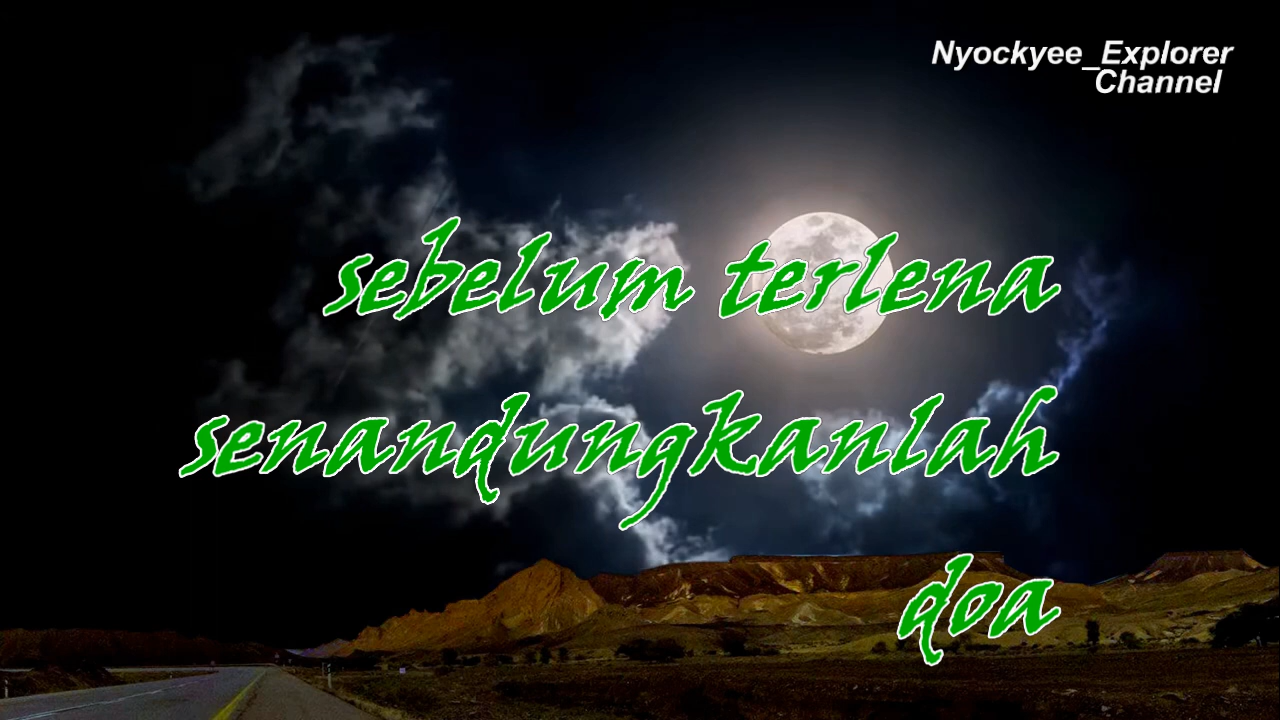 Nyockyee_Explorer
Channel
sebelum terlena
senandungkanlah
doa